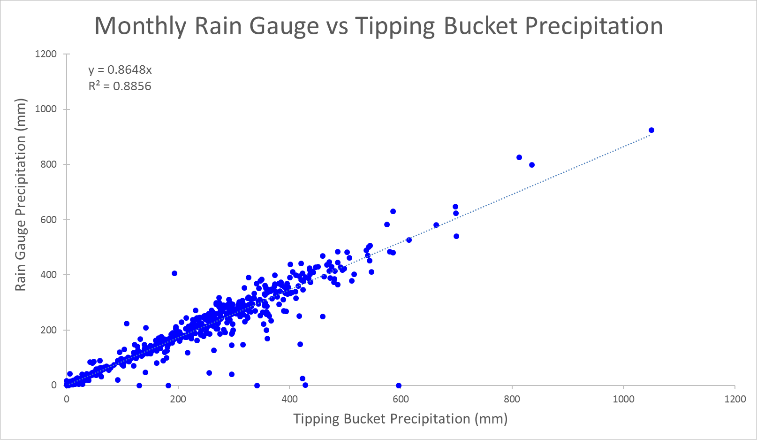 Monthly Rain Gauge vs Tipping Bucket Precipitation
y = 0.8648x
R² = 0.8856
Rain Gauge Precipitation (mm)
1200
1000
800
600
400
200
0
0 200 400 600 800 1000 1200
Tipping Bucket Precipitation (mm)